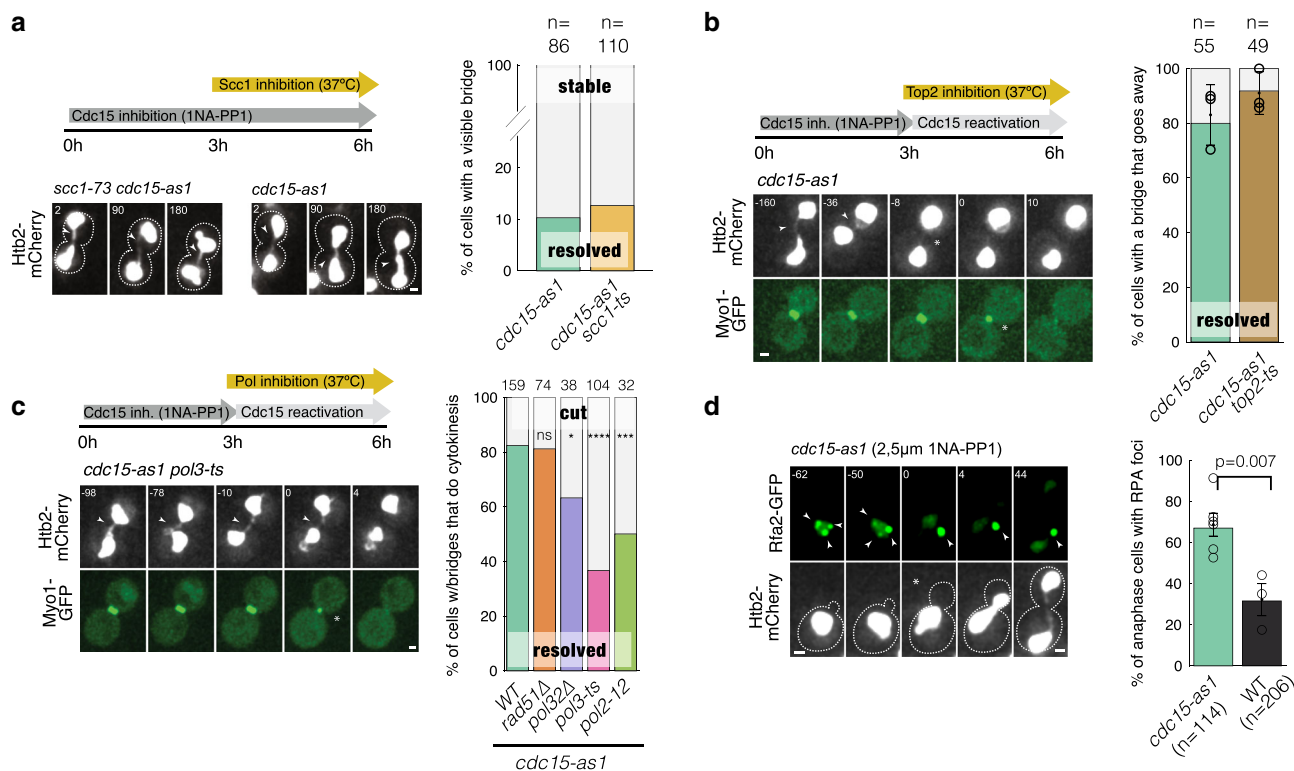 a
Scc1 inhibition (37ºC)
Cdc15 inhibition (1NA-PP1)
0h 3h 6h
scc1-73 cdc15-as1
cdc15-as1
Htb2-
mCherry
2 90 180
2 90 180
n=
86
n=
110
% of cells with a visible bridge
100
20
10
0
stable
resolved
cdc15-as1
cdc15-as1
scc1-ts
b
Top2 inhibition (37ºC)
Cdc15 inh. (1NA-PP1) Cdc15 reactivation
0h 3h 6h
cdc15-as1
Htb2-
mCherry
-160 -36 -8 0 10
*
Myo1-
GFP
*
n=
55
n=
49
% of cells with a bridge that goes away
100
80
60
40
20
0
resolved
cdc15-as1
cdc15-as1
top2-ts
c
Pol inhibition (37ºC)
Cdc15 inh. (1NA-PP1) Cdc15 reactivation
0h 3h 6h
cdc15-as1 pol3-ts
Htb2-
mCherry
-98 -78 -10 0 4
Myo1-
GFP
*
159 74 38 104 32
% of cells w/bridges that do cytokinesis
100
80
60
40
20
0
cut
ns * **** ***
resolved
WT
rad51Δ
pol32Δ
pol3-ts
pol2-12
cdc15-as1
d
cdc15-as1 (2,5µm 1NA-PP1)
Rfa2-GFP
-62 -50 0 4 44
Htb2-
mCherry
*
% of anaphase cells with RPA foci
100
80
60
40
20
0
p=0.007
cdc15-as1
(n=114)
WT
(n=206)